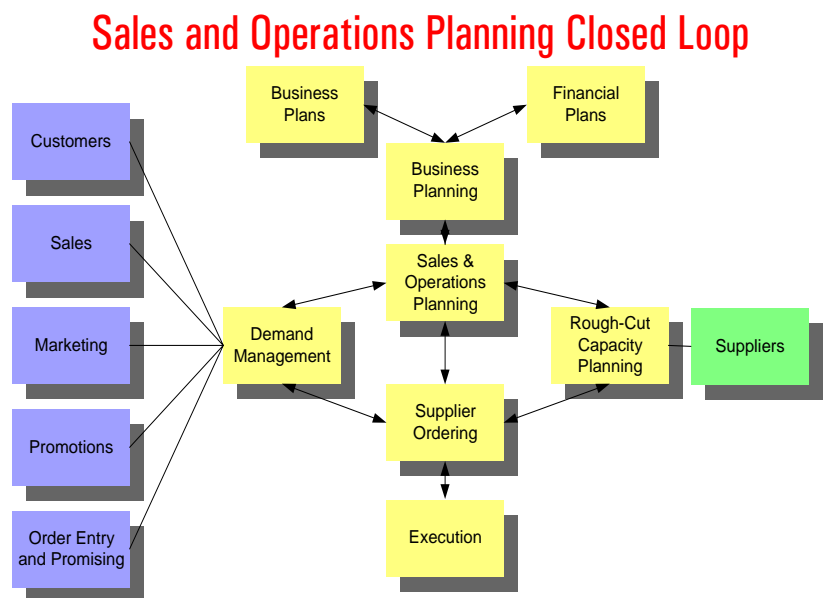 Sales and Operations Planning Closed Loop
Business
Plans
Financial
Plans
Customers
Business
Planning
Sales
Sales &
Operations
Planning
Marketing
Demand
Management
Rough-Cut
Capacity
Planning
Suppliers
Supplier
Ordering
Promotions
Order Entry
and Promising
Execution